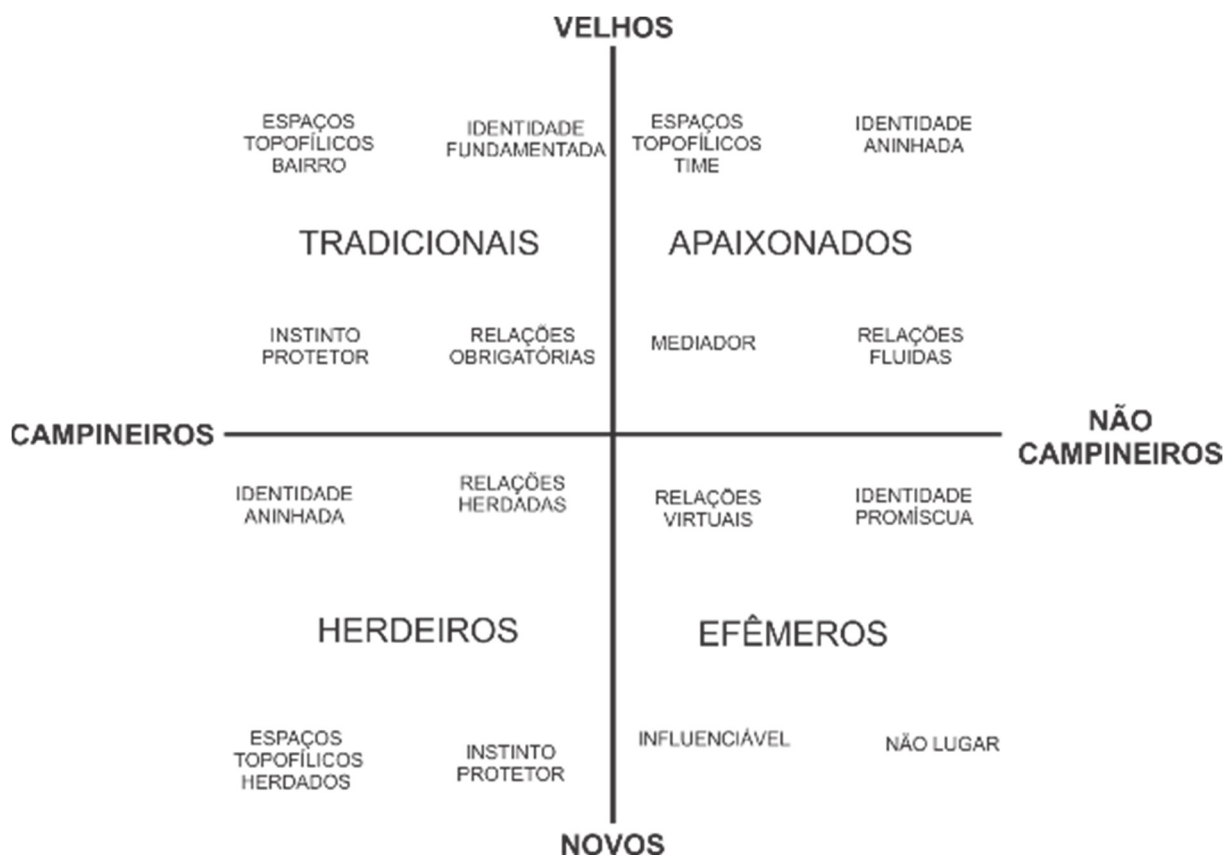 VELHOS
ESPAÇOS
TOPOFÍLICOS
BAIRRO
IDENTIDADE
FUNDAMENTADA
ESPAÇOS
TOPOFÍLICOS
TIME
IDENTIDADE
ANINHADA
TRADICIONAIS
APAIXONADOS
INSTINTO
PROTETOR
RELAÇÕES
OBRIGATÓRIAS
MEDIADOR
RELAÇÕES
FLUIDAS
CAMPINEIROS
NÃO
CAMPINEIROS
IDENTIDADE
ANINHADA
RELAÇÕES
HERDADAS
RELAÇÕES
VIRTUAIS
IDENTIDADE
PROMÍSCUA
HERDEIROS
EFÊMEROS
ESPAÇOS
TOPOFÍLICOS
HERDADOS
INSTINTO
PROTETOR
INFLUENCIÁVEL
NÃO LUGAR
NOVOS